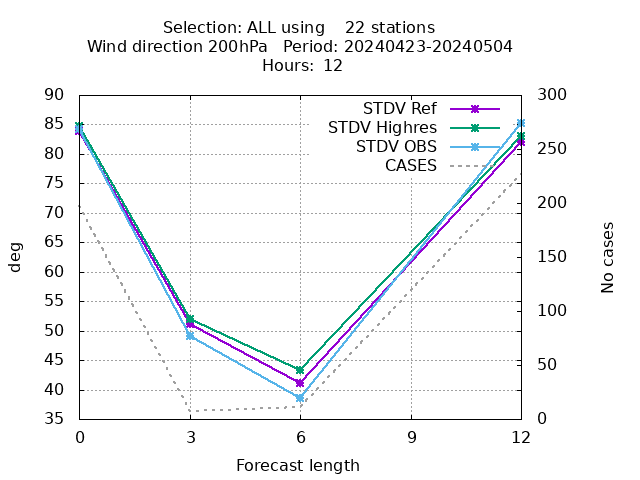 Selection: ALL using    22 stations
Wind direction 200hPa   Period: 20240423-20240504
Hours:  12
90
85
80
75
70
65
60
55
50
45
40
35
300
250
200
150
100
50
0
STDV Ref
STDV Highres
STDV OBS
CASES
deg
No cases
0 3 6 9 12
Forecast length